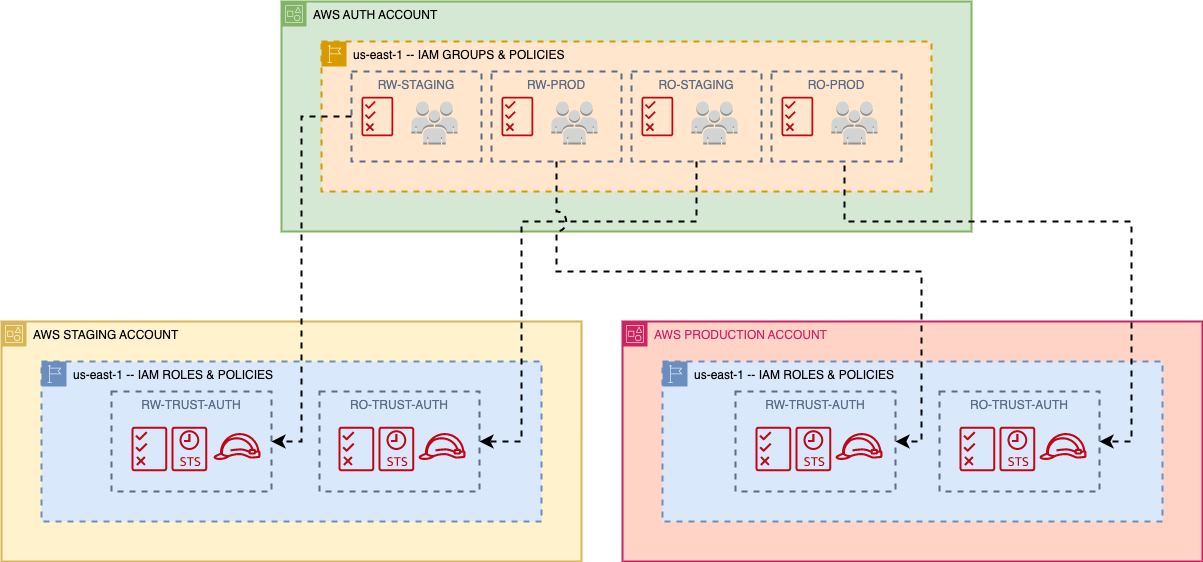 AWS AUTH ACCOUNT
us-east-1 -- IAM GROUPS & POLICIES
RW-STAGING
RW-PROD
RO-STAGING
RO-PROD
AWS STAGING ACCOUNT
us-east-1 -- IAM ROLES & POLICIES
RW-TRUST-AUTH
STS
RO-TRUST-AUTH
STS
AWS PRODUCTION ACCOUNT
us-east-1 -- IAM ROLES & POLICIES
RW-TRUST-AUTH
STS
RO-TRUST-AUTH
STS